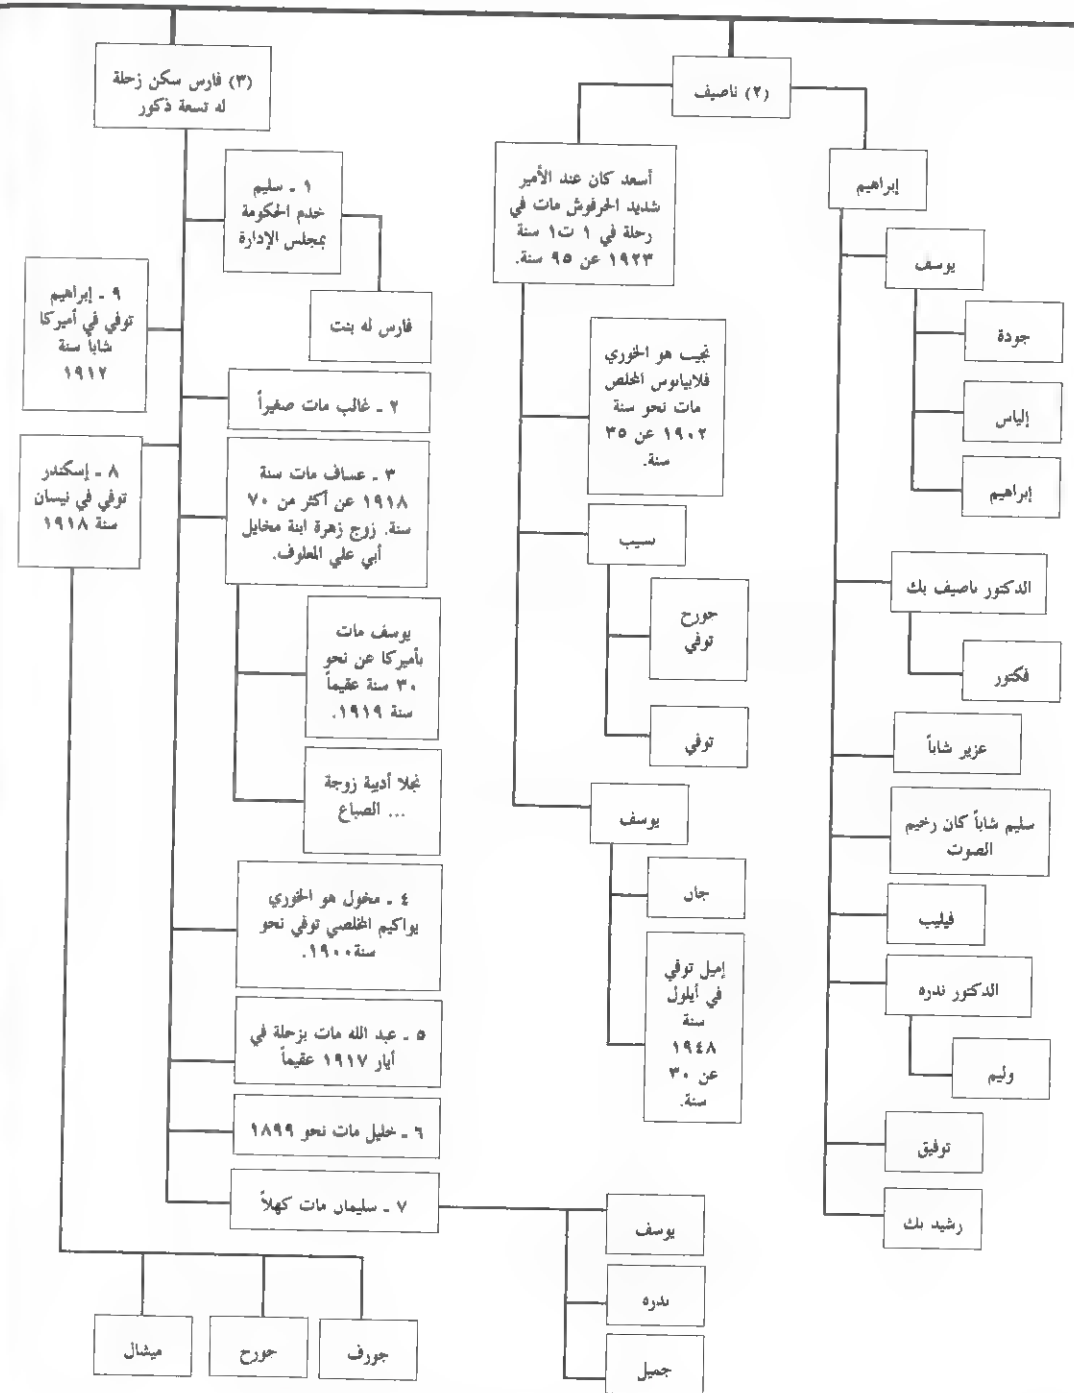 (٢) ناصيف
إبراهيم
يوسف
جودة
إلياس
إبراهيم
الدكتور ناصيف بك
فكتور
عزيز شاباً
سليم شاباً كان رخيم
الصوت
فيليب
الدكتور ندره
وليم
توفيق
رشيد بك
أسعد كان عند الأمير
شديد الحرفوش مات في
زحلة في ١ ت١ سنة
١٩٢٣ عن ٩٥ سنة.
نجيب هو الخوري
فلابيانوس المخلص
مات نحو سنة
١٩٠٢ عن ٣٥
سنة.
نسيب
جورج
توفي
توفي
يوسف
جان
إميل توفي
في أيلول
سنة
١٩٤٨
عن ٣٠
سنة.
(٣) فارس سكن زحلة
له تسعة ذكور
١ ـ سليم
خدم الحكومة
بمجلس الإدارة
فارس له بنت
٢ ـ غالب مات صغيراً
٣ ـ عساف مات سنة
١٩١٨ عن أكثر من ٧٠
سنة. زوج زهرة ابنة مخايل
أبي علي المعلوف.
يوسف مات
بأميركا عن نحو
٣٠ سنة عقيماً
سنة ١٩١٩.
نجلا أديبة زوجة
... الصباع
٤ ـ مخول هو الخوري
يواكيم المخلصي توفي نحو
سنة١٩٠٠.
٥ ـ عبد الله مات بزحلة في
أيار ١٩١٧ عقيماً
٦ ـ خليل مات نحو ١٨٩٩
٧ ـ سليمان مات كهلاً
يوسف
ندره
جميل
٩ ـ إبراهيم
توفي في أميركا
شاباً سنة
١٩١٢
٨ ـ إسكندر
توفي في نيسان
سنة ١٩١٨
جورف
جورج
ميشال